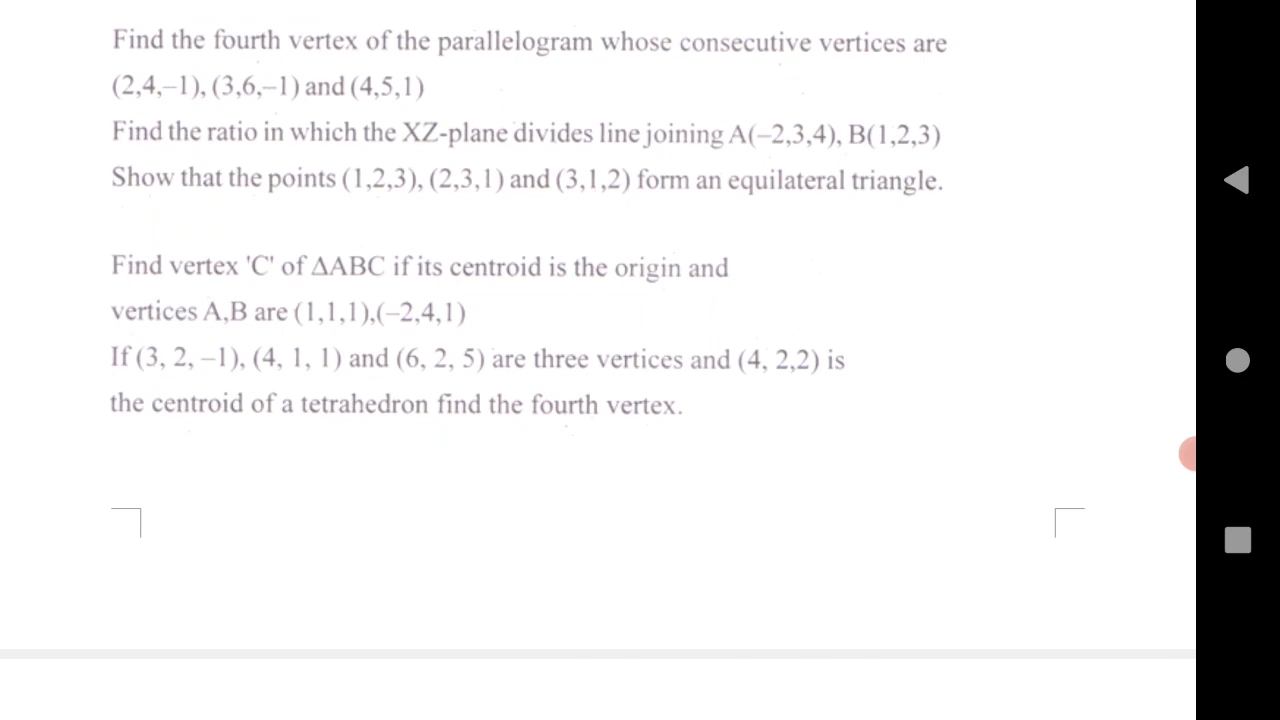 Find the fourth vertex of the parallelogram whose consecutive vertices are
(2,4,–1), (3,6,–1) and (4,5,1)
Find the ratio in which the XZ-plane divides line joining A(–2,3,4), B(1,2,3)
Show that the points (1,2,3), (2,3,1) and (3,1,2) form an equilateral triangle.
Find vertex 'C' of ΔABC if its centroid is the origin and
vertices A,B are (1,1,1),(–2,4,1)
If (3, 2, –1), (4, 1, 1) and (6, 2, 5) are three vertices and (4, 2,2) is
the centroid of a tetrahedron find the fourth vertex.